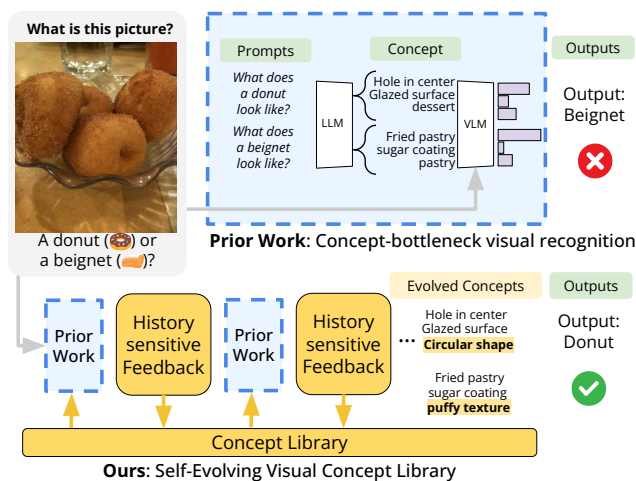 What is this picture?
A donut (🍩) or
a beignet (🥖)?
Prompts
What does
a donut
look like?
What does
a beignet
look like?
LLM
Concept
Hole in center
Glazed surface
dessert
Fried pastry
sugar coating
pastry
VLM
Outputs
Output:
Beignet
Prior Work: Concept-bottleneck visual recognition
Prior
Work
History
sensitive
Feedback
Prior
Work
History
sensitive
Feedback
...
Evolved Concepts
Hole in center
Glazed surface
Circular shape
Fried pastry
sugar coating
puffy texture
Outputs
Output:
Donut
Concept Library
Ours: Self-Evolving Visual Concept Library